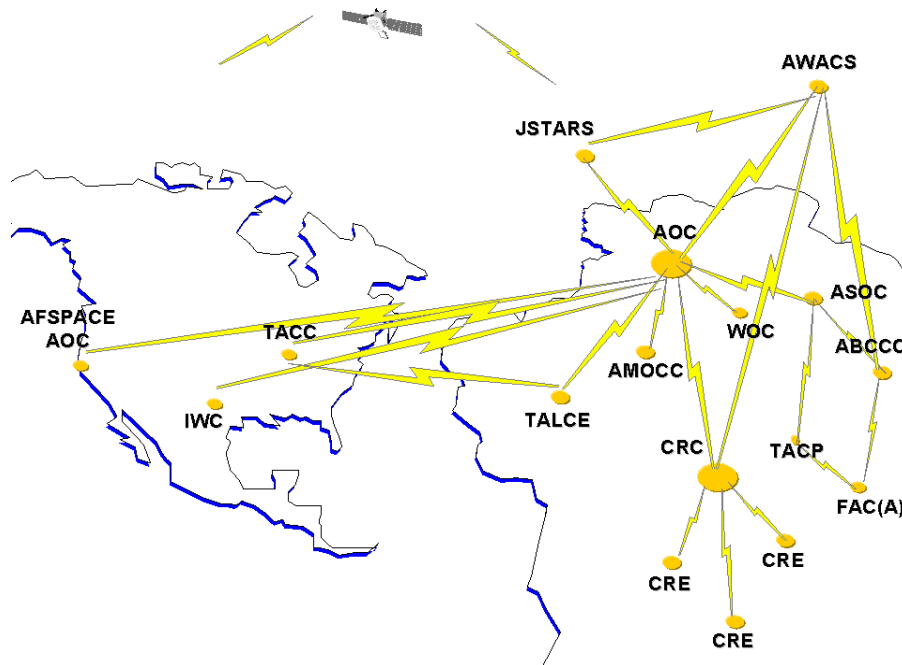 AWACS
JSTARS
AOC
ASOC
AFSPACE
AOC
TACC
WOC
ABCCC
AMOCC
IWC
TALCE
CRC
TACP
FAC(A)
CRE
CRE
CRE